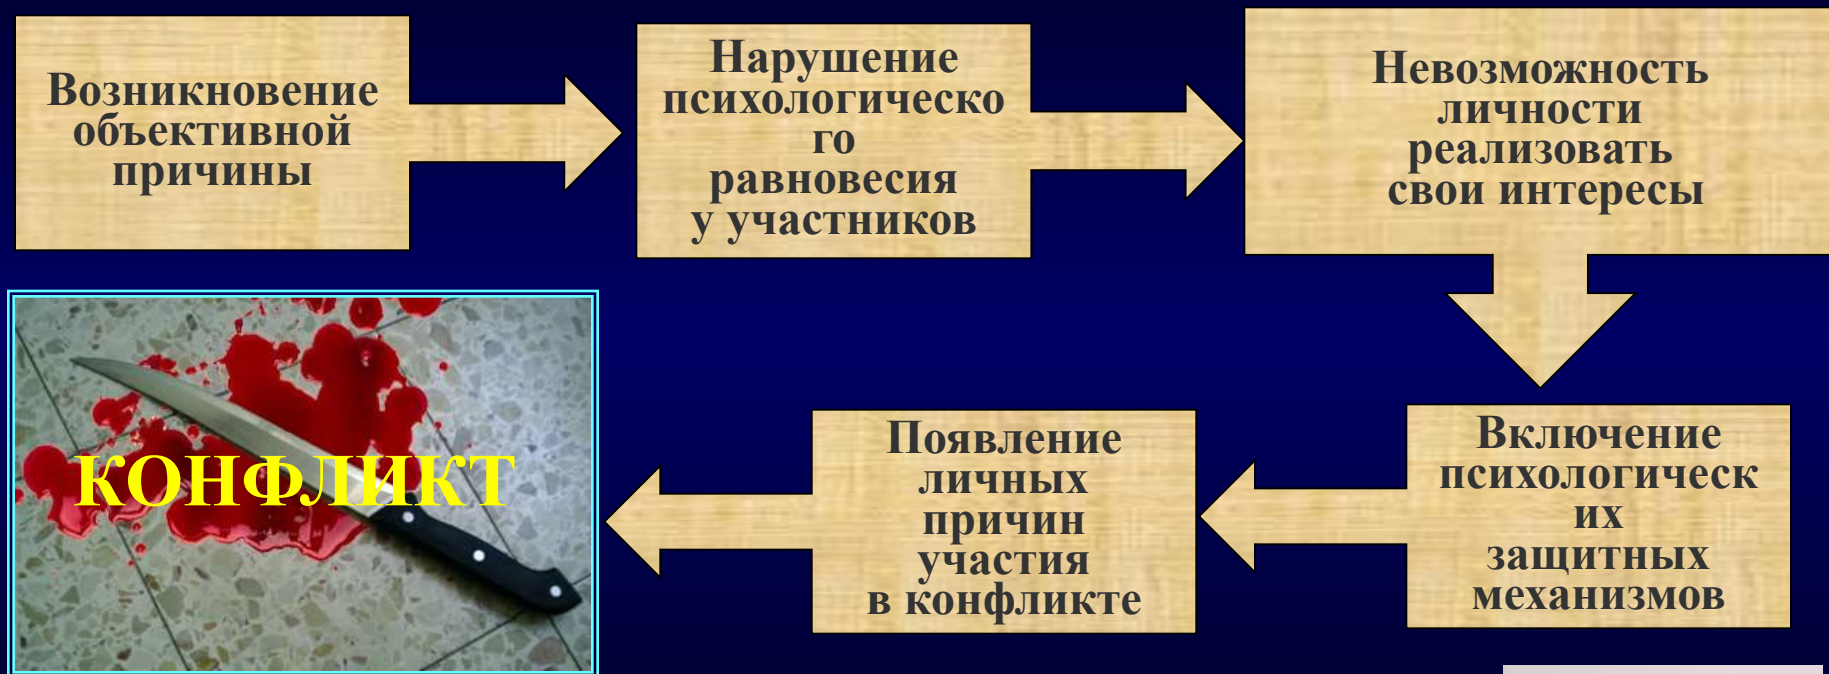 Возникновение
объективной
причины
Нарушение
психологическо
го
равновесия
у участников
Невозможность
личности
реализовать
свои интересы
Включение
психологическ
их
защитных
механизмов
Появление
личных
причин
участия
в конфликте
КОНФЛИКТ